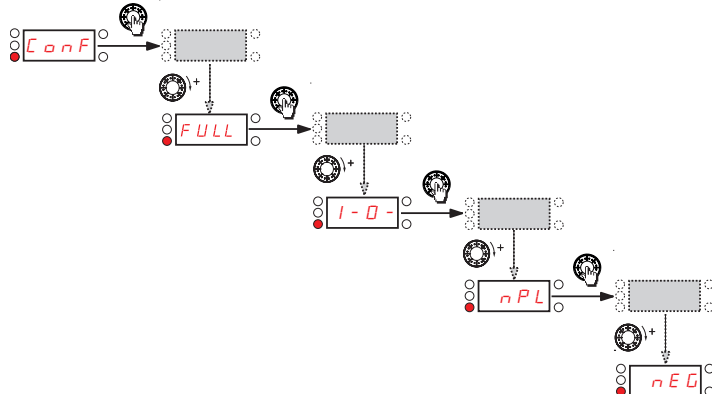 ConF
+
FULL
+
I-O-
+
nPL
+
nEG